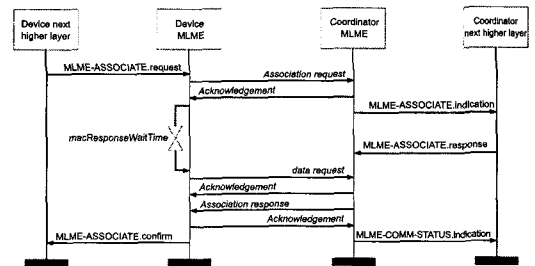 Device next
higher layer
Device
MLME
Coordinator
MLME
Coordinator
next higher layer
MLME-ASSOCIATE.request
Association request
Acknowledgement
MLME-ASSOCIATE.indication
macResponseWaitTime
MLME-ASSOCIATE.response
data request
Acknowledgement
Association response
Acknowledgement
MLME-ASSOCIATE.confirm
MLME-COMM-STATUS.indication